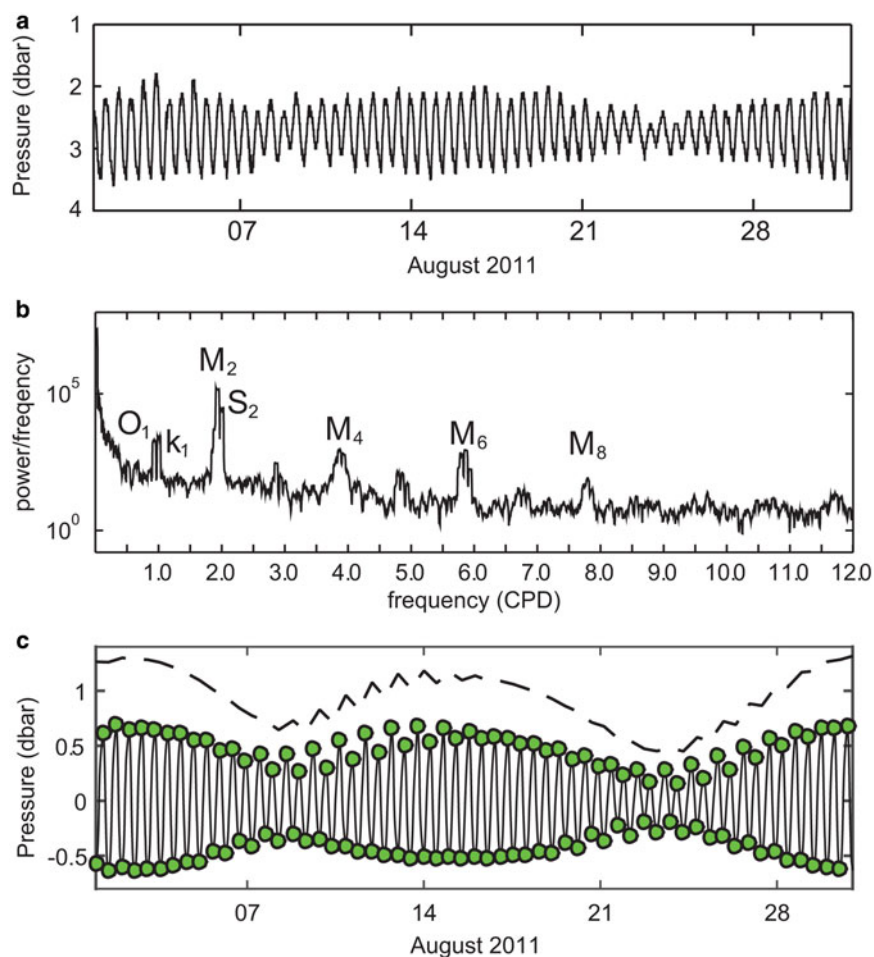 a
1
2
3
4
Pressure (dbar)
07 14 21 28
August 2011
b
10⁵
10⁰
power/freqency
O₁ k₁ M₂ S₂ M₄ M₆ M₈
1.0 2.0 3.0 4.0 5.0 6.0 7.0 8.0 9.0 10.0 11.0 12.0
frequency (CPD)
c
1
0.5
0
-0.5
Pressure (dbar)
07 14 21 28
August 2011